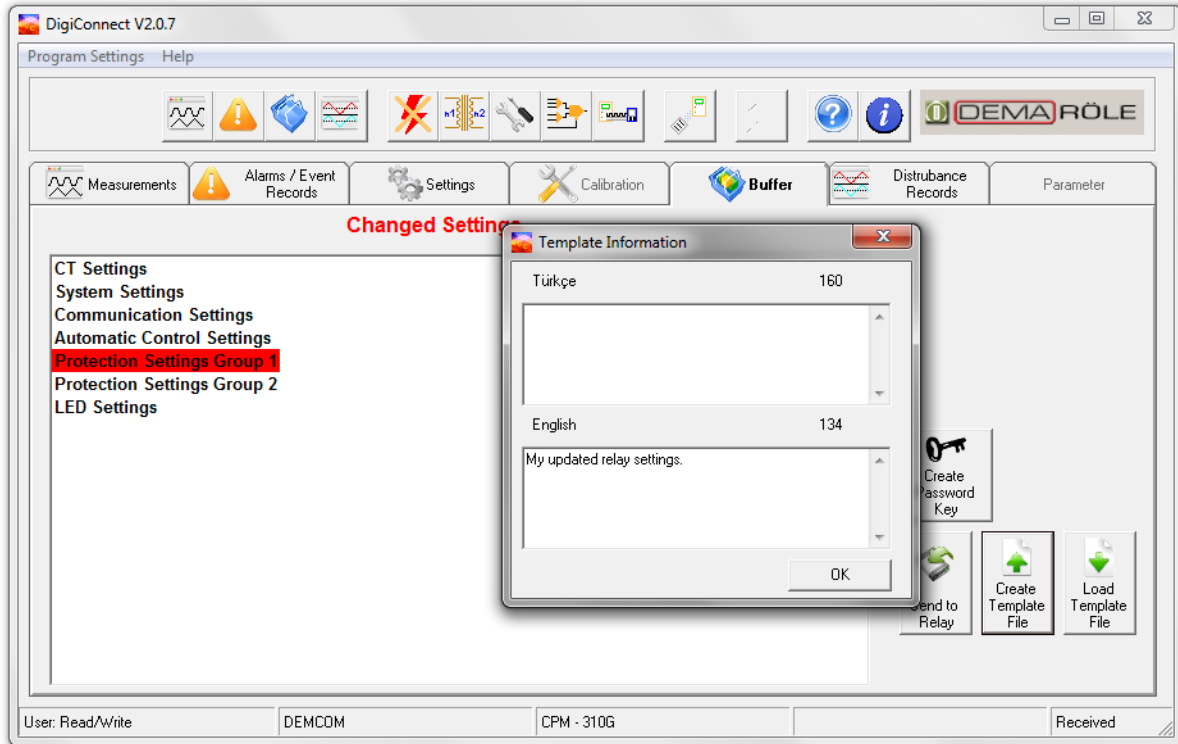 DigiConnect V2.0.7
Program Settings Help
h1 h2
DEMA RÖLE
Measurements
Alarms / Event
Records
Settings
Calibration
Buffer
Distrubance
Records
Parameter
Changed Settings
CT Settings
System Settings
Communication Settings
Automatic Control Settings
Protection Settings Group 1
Protection Settings Group 2
LED Settings
Template Information
Türkçe 160
English 134
My updated relay settings.
OK
Create
Password
Key
Send to
Relay
Create
Template
File
Load
Template
File
User: Read/Write DEMCOM CPM - 310G Received